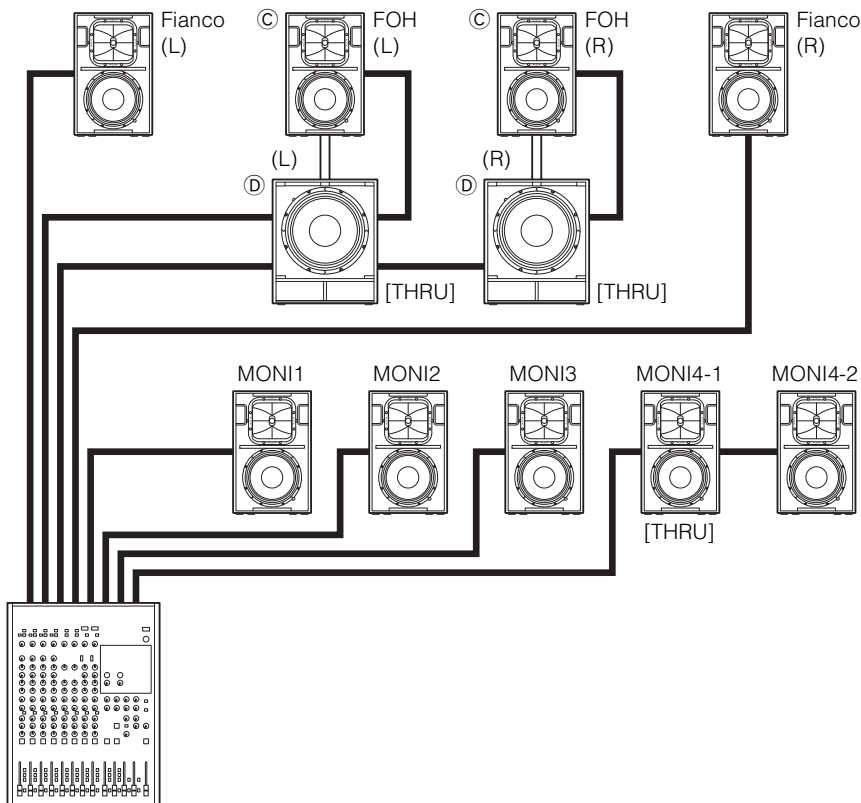 Fianco
(L)
Ⓒ FOH
(L)
Ⓒ FOH
(R)
Fianco
(R)
(L)
Ⓓ
(R)
Ⓓ
[THRU]
[THRU]
MONI1
MONI2
MONI3
MONI4-1
MONI4-2
[THRU]